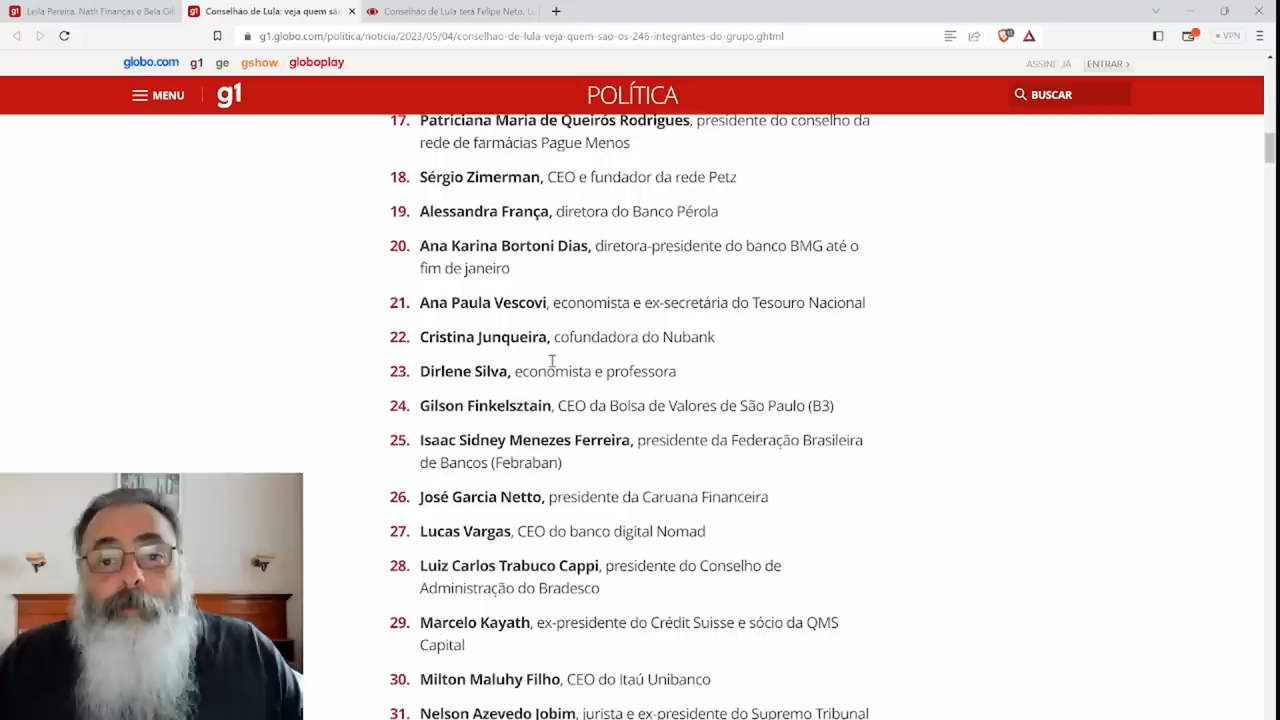 Leila Pereira, Nath Finanças e Bela Gil
Conselhão de Lula: veja quem são
Conselhão de Lula terá Felipe Neto, Lu
g1.globo.com/politica/noticia/2023/05/04/conselhao-de-lula-veja-quem-sao-os-246-integrantes-do-grupo.ghtml
VPN
globo.com g1 ge gshow globoplay
ASSINE JÁ
ENTRAR ›
MENU
g1
POLÍTICA
BUSCAR
17. Patriciana Maria de Queirós Rodrigues, presidente do conselho da
rede de farmácias Pague Menos
18. Sérgio Zimerman, CEO e fundador da rede Petz
19. Alessandra França, diretora do Banco Pérola
20. Ana Karina Bortoni Dias, diretora-presidente do banco BMG até o
fim de janeiro
21. Ana Paula Vescovi, economista e ex-secretária do Tesouro Nacional
22. Cristina Junqueira, cofundadora do Nubank
23. Dirlene Silva, economista e professora
24. Gilson Finkelsztain, CEO da Bolsa de Valores de São Paulo (B3)
25. Isaac Sidney Menezes Ferreira, presidente da Federação Brasileira
de Bancos (Febraban)
26. José Garcia Netto, presidente da Caruana Financeira
27. Lucas Vargas, CEO do banco digital Nomad
28. Luiz Carlos Trabuco Cappi, presidente do Conselho de
Administração do Bradesco
29. Marcelo Kayath, ex-presidente do Crédit Suisse e sócio da QMS
Capital
30. Milton Maluhy Filho, CEO do Itaú Unibanco
31. Nelson Azevedo Jobim, jurista e ex-presidente do Supremo Tribunal